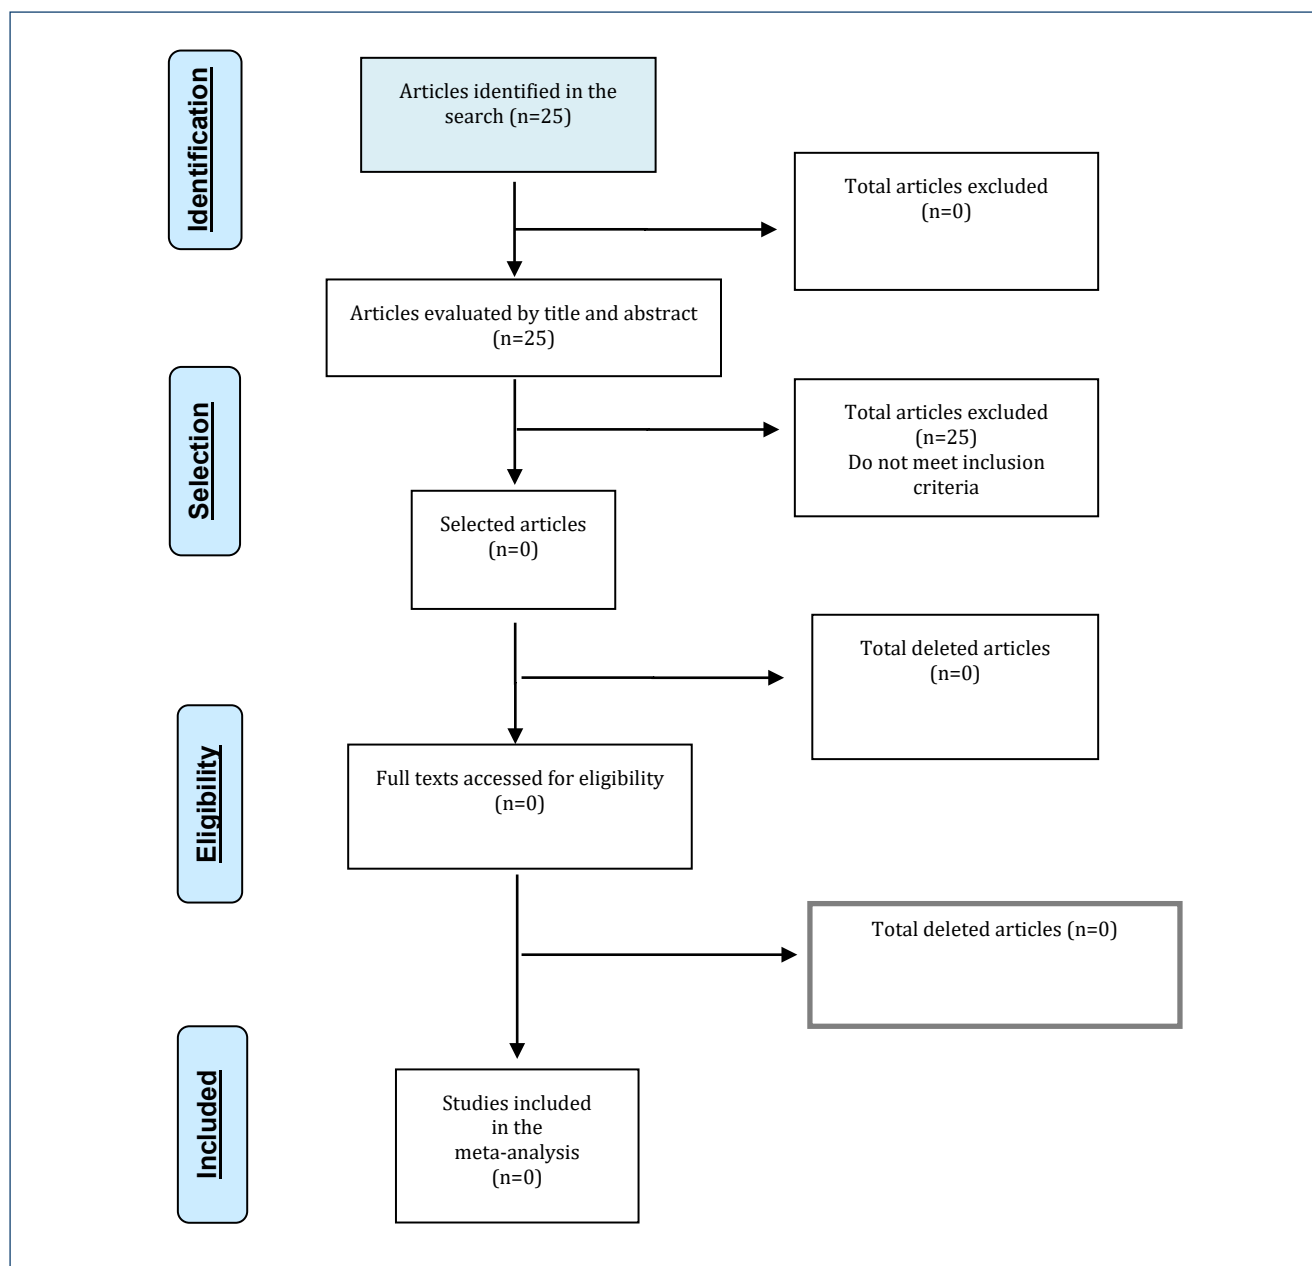 Identification
Articles identified in the
search (n=25)
Total articles excluded
(n=0)
Articles evaluated by title and abstract
(n=25)
Selection
Total articles excluded
(n=25)
Do not meet inclusion
criteria
Selected articles
(n=0)
Total deleted articles
(n=0)
Eligibility
Full texts accessed for eligibility
(n=0)
Total deleted articles (n=0)
Included
Studies included
in the
meta-analysis
(n=0)